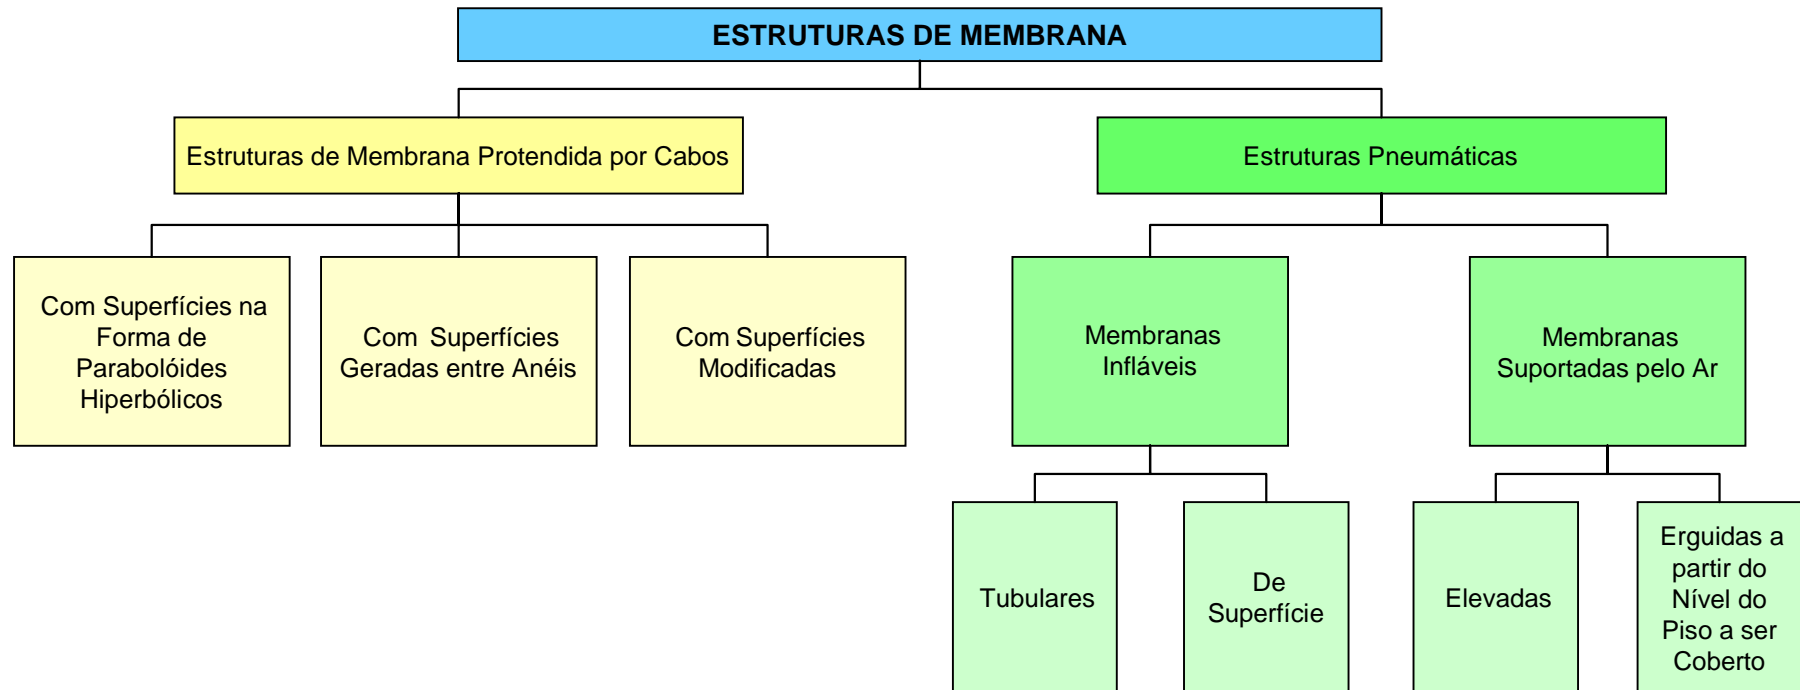 ESTRUTURAS DE MEMBRANA
Estruturas de Membrana Protendida por Cabos
Estruturas Pneumáticas
Com Superfícies na
Forma de
Parabolóides
Hiperbólicos
Com Superfícies
Geradas entre Anéis
Com Superfícies
Modificadas
Membranas
Infláveis
Membranas
Suportadas pelo Ar
Tubulares
De
Superfície
Elevadas
Erguidas a
partir do
Nível do
Piso a ser
Coberto